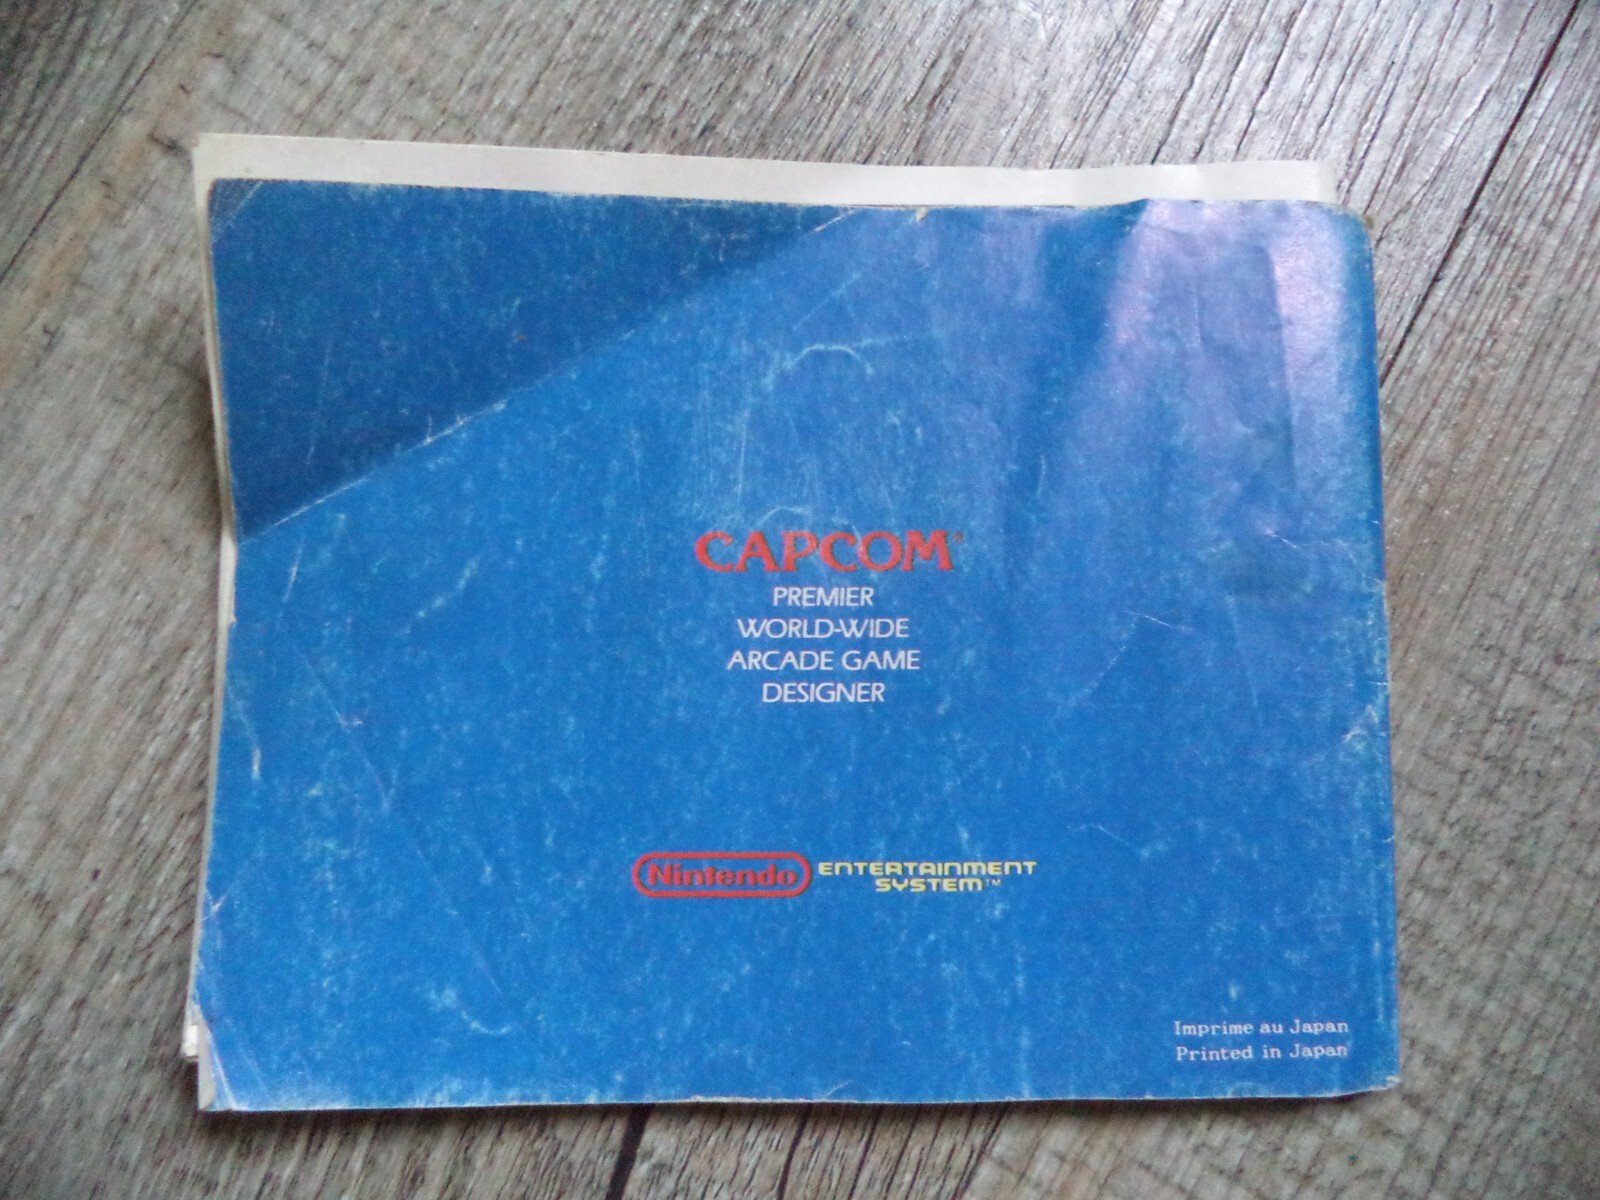 CAPCOM®
PREMIER
WORLD-WIDE
ARCADE GAME
DESIGNER
Nintendo ENTERTAINMENT
SYSTEM™
Imprime au Japan
Printed in Japan